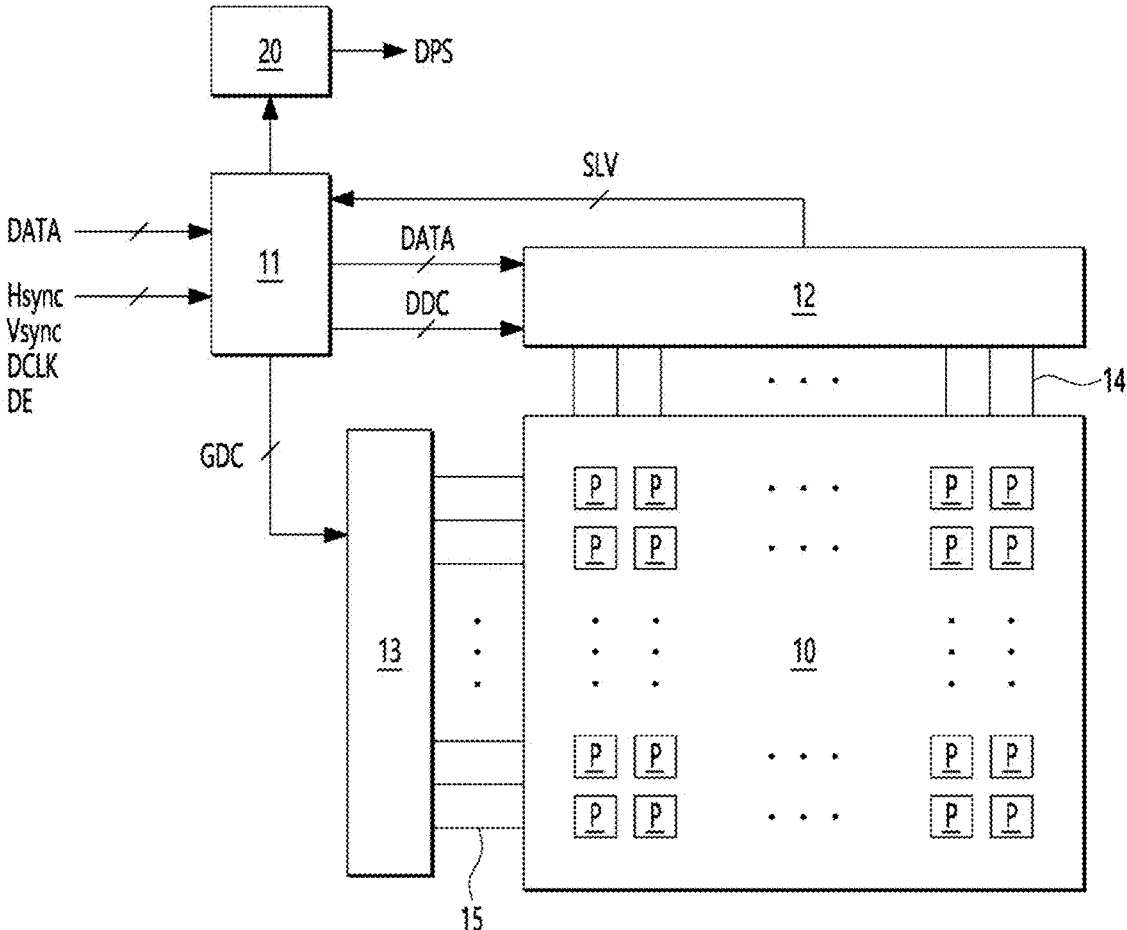 20 DPS
SLV
DATA
DATA
11
12
Hsync
DDC
Vsync
DCLK
DE
14
GDC
P P P P
P P P P
13
10
P P P P
P P P P
15